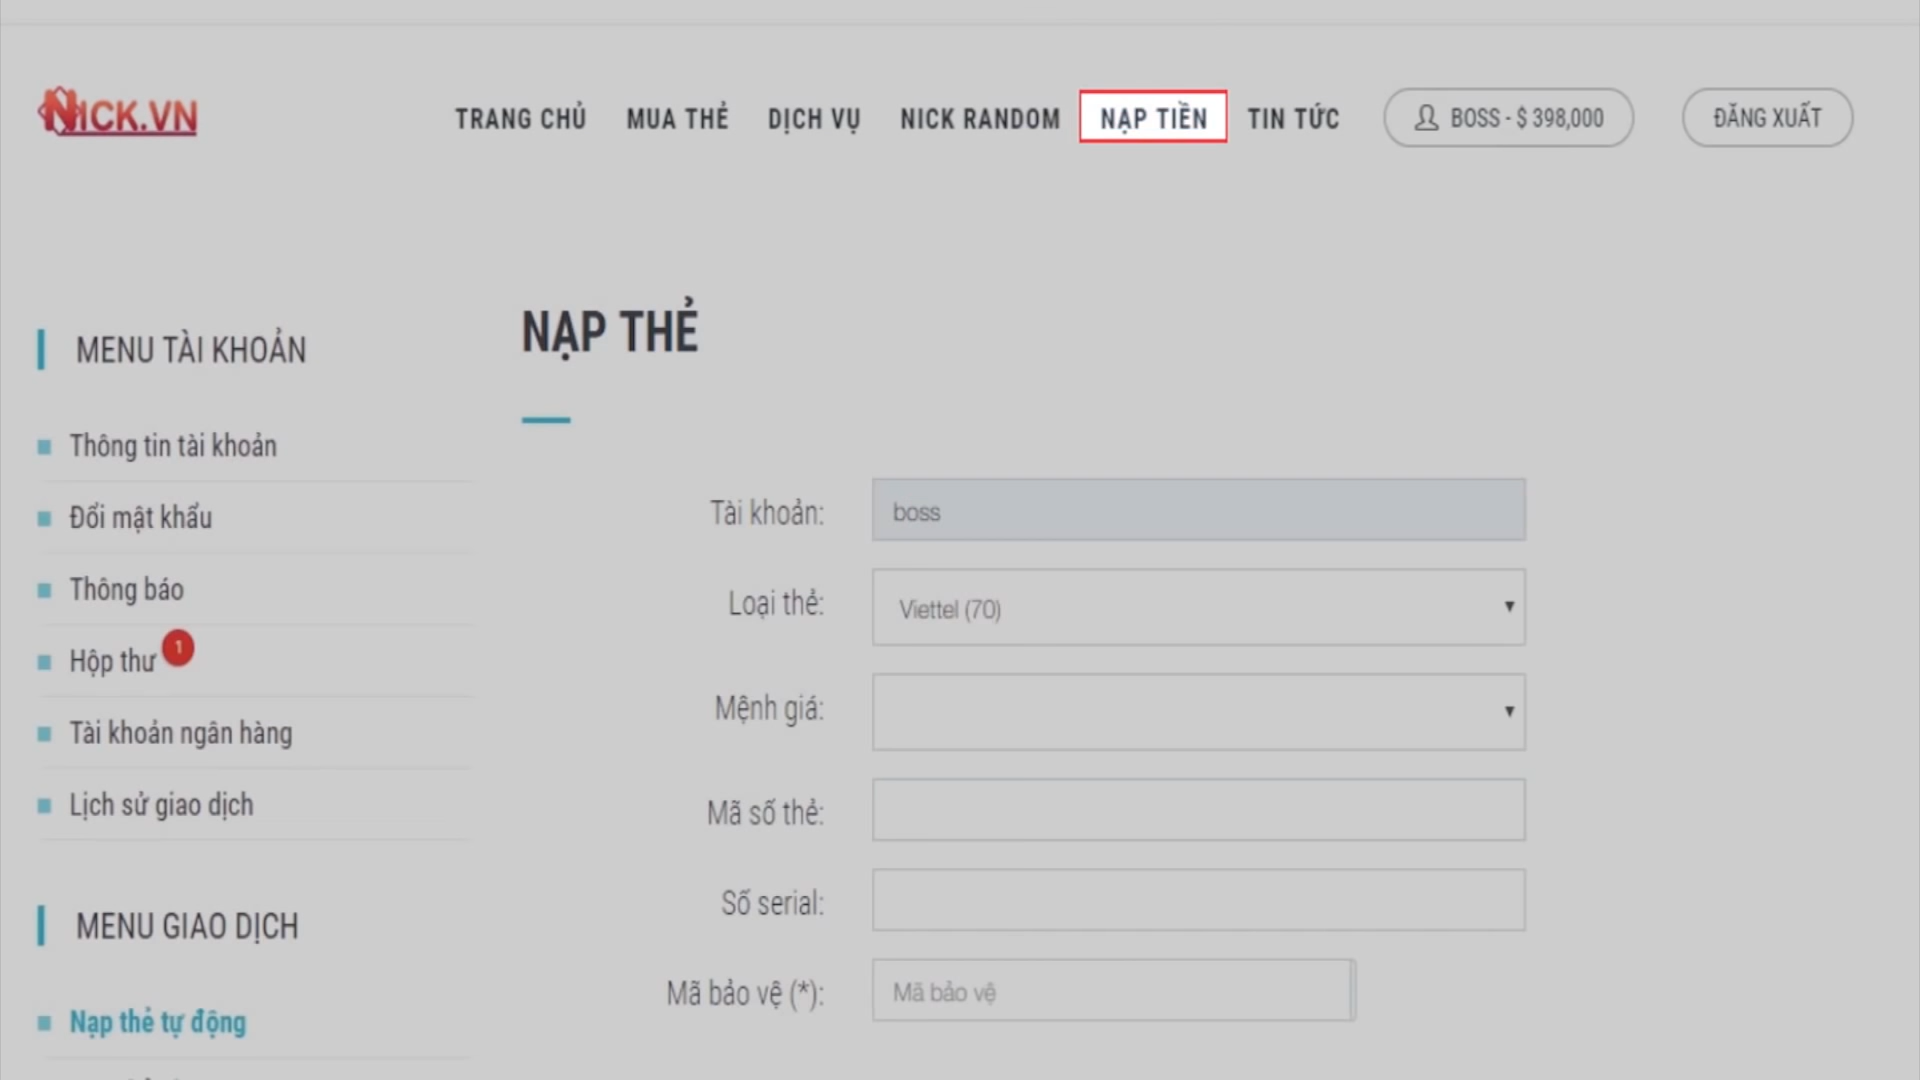 NICK.VN
TRANG CHỦ MUA THẺ DỊCH VỤ NICK RANDOM NẠP TIỀN TIN TỨC BOSS - $ 398,000 ĐĂNG XUẤT
NẠP THẺ
MENU TÀI KHOẢN
Thông tin tài khoản
Đổi mật khẩu
Thông báo
Hộp thư 1
Tài khoản ngân hàng
Lịch sử giao dịch
MENU GIAO DỊCH
Nạp thẻ tự động
Tài khoản: boss
Loại thẻ: Viettel (70)
Mệnh giá:
Mã số thẻ:
Số serial:
Mã bảo vệ (*): Mã bảo vệ